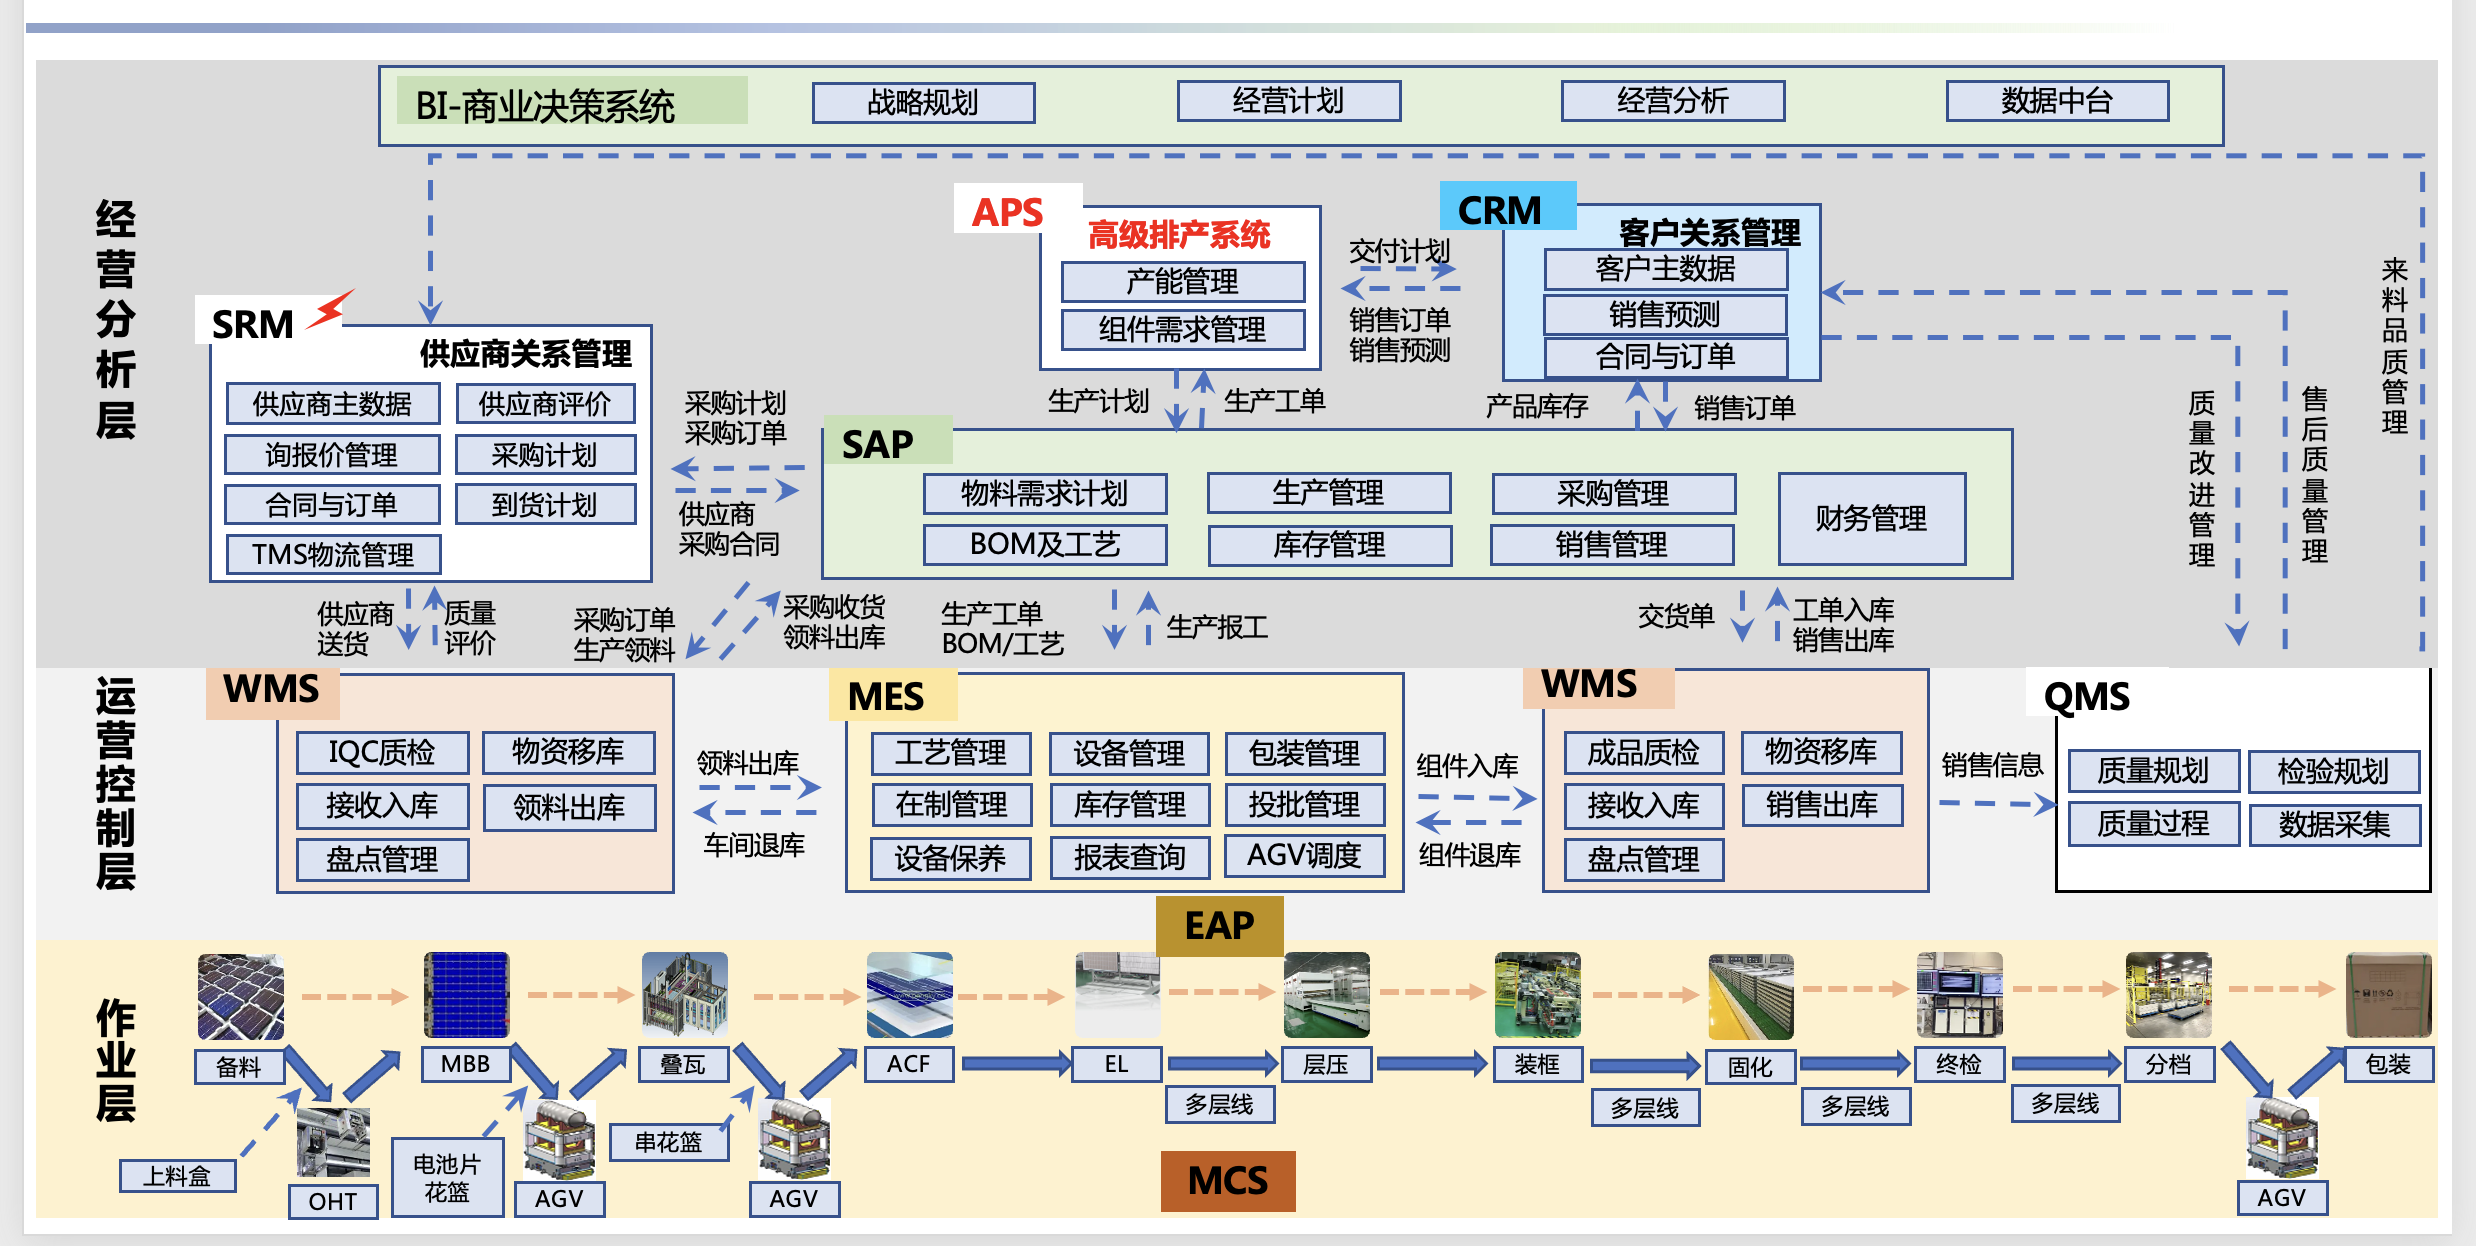 BI-商业决策系统
战略规划
经营计划
经营分析
数据中台
经营分析层
APS
高级排产系统
产能管理
组件需求管理
交付计划
销售订单
销售预测
CRM
客户关系管理
客户主数据
销售预测
合同与订单
来料品质管理
质量改进管理
售后质量管理
SRM
供应商关系管理
供应商主数据
供应商评价
询报价管理
采购计划
合同与订单
到货计划
TMS物流管理
采购计划
采购订单
供应商
采购合同
生产计划
生产工单
产品库存
销售订单
SAP
物料需求计划
生产管理
采购管理
财务管理
BOM及工艺
库存管理
销售管理
供应商
送货
质量
评价
采购订单
生产领料
采购收货
领料出库
生产工单
BOM/工艺
生产报工
交货单
工单入库
销售出库
运营控制层
WMS
IQC质检
物资移库
接收入库
领料出库
盘点管理
领料出库
车间退库
MES
工艺管理
设备管理
包装管理
在制管理
库存管理
投批管理
设备保养
报表查询
AGV调度
组件入库
组件退库
WMS
成品质检
物资移库
接收入库
销售出库
盘点管理
销售信息
QMS
质量规划
检验规划
质量过程
数据采集
EAP
作业层
备料
MBB
叠瓦
ACF
EL
层压
装框
固化
终检
分档
包装
多层线
多层线
多层线
多层线
上料盒
OHT
电池片
花篮
AGV
串花篮
AGV
MCS
AGV